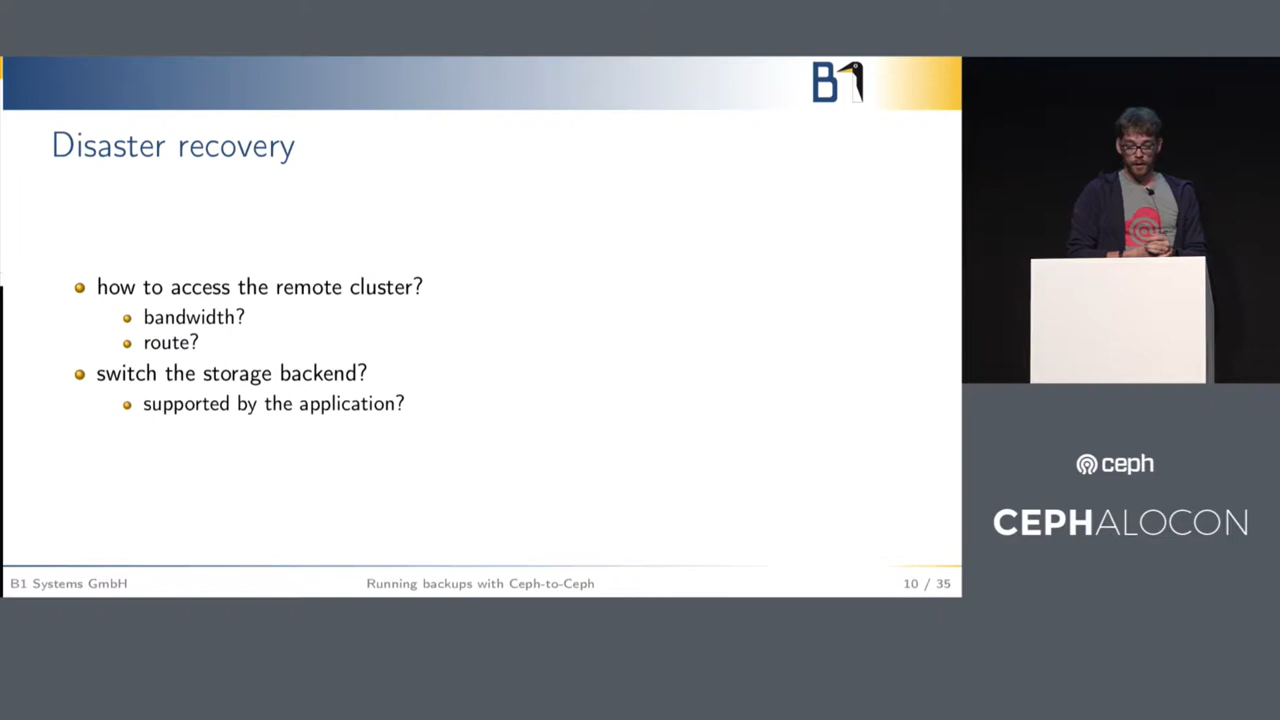 B1
Disaster recovery
how to access the remote cluster?
bandwidth?
route?
switch the storage backend?
supported by the application?
B1 Systems GmbH
Running backups with Ceph-to-Ceph
10 / 35
@
ceph
CEPHALOCON